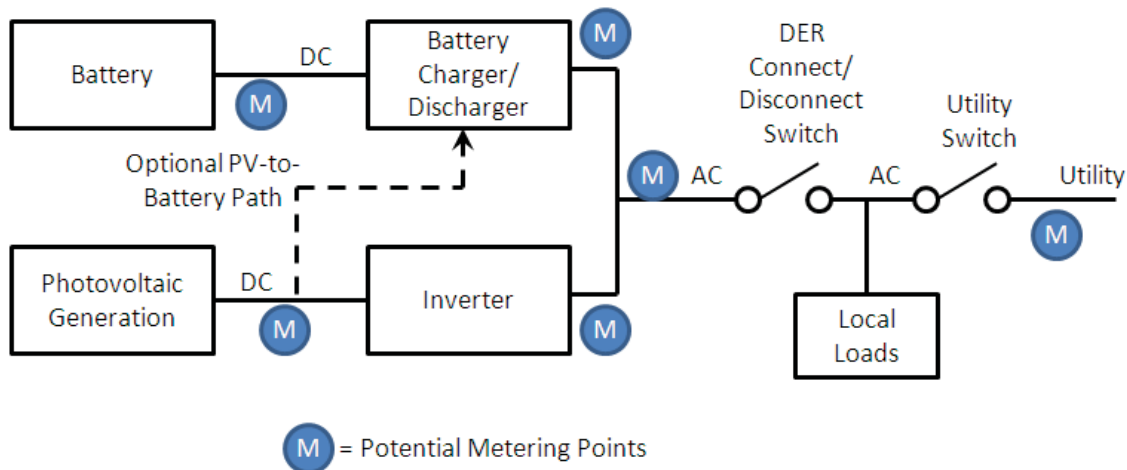 Battery
DC
M
Battery
Charger/
Discharger
M
DER
Connect/
Disconnect
Switch
Utility
Switch
Optional PV-to-
Battery Path
M
AC
AC
Utility
M
Photovoltaic
Generation
DC
M
Inverter
M
Local
Loads
M = Potential Metering Points